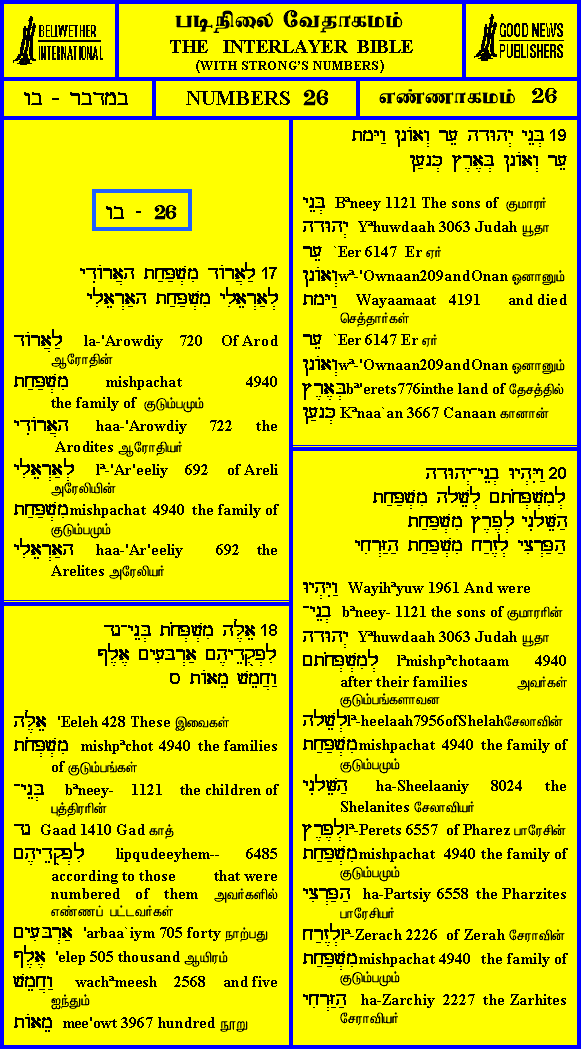 BELIWETHER
INTERNATIONAL
படிநிலை வேதாகமம்
THE INTERLAYER BIBLE
(WITH STRONG'S NUMBERS)
GOOD NEWS
PUBLISHERS
במדבר - בו
NUMBERS 26
எண்ணாகமம் 26
בו - 26
17 לַאֲרוֹד מִשְׁפַּחַת הָאֲרוֹדִי
לְאַרְאֵלִי מִשְׁפַּחַת הָאַרְאֵלִי
לַאֲרוֹד la-'Arowdiy 720 Of Arod
ஆரோதின்
מִשְׁפַּחַת mishpachat 4940
the family of குடும்பமும்
הָאֲרוֹדִי haa-'Arowdiy 722 the
Arodites ஆரோதியர்
לְאַרְאֵלִי lª-'Ar'eeliy 692 of Areli
அரேலியின்
מִשְׁפַּחַת mishpachat 4940 the family of
குடும்பமும்
הָאַרְאֵלִי haa-'Ar'eeliy 692 the
Arelites அரேலியர்
18 אֵלֶּה מִשְׁפְּחֹת בְּנֵי־גָד
לִפְקֻדֵיהֶם אַרְבָּעִים אֶלֶף
וַחֲמֵשׁ מֵאוֹת ס
אֵלֶּה 'Eeleh 428 These இவைகள்
מִשְׁפְּחֹת mishpªchot 4940 the families
of குடும்பங்கள்
בְּנֵי־ bªneey- 1121 the children of
புத்திரரின்
גָד Gaad 1410 Gad காத்
לִפְקֻדֵיהֶם lipqudeeyhem-- 6485
according to those that were
numbered of them அவர்களில்
எண்ணப் பட்டவர்கள்
אַרְבָּעִים 'arbaa`iym 705 forty நாற்பது
אֶלֶף 'elep 505 thousand ஆயிரம்
וַחֲמֵשׁ wachªmeesh 2568 and five
ஐந்தும்
מֵאוֹת mee'owt 3967 hundred நூறு
19 בְּנֵי יְהוּדָה עֵר וְאוֹנָן וַיָּמָת
עֵר וְאוֹנָן בְּאֶרֶץ כְּנָעַן
בְּנֵי Bªneey 1121 The sons of குமாரர்
יְהוּדָה Yªhuwdaah 3063 Judah யூதா
עֵר `Eer 6147 Er ஏர்
וְאוֹנָן wª-'Ownaan209andOnan ஓனானும்
וַיָּמָת Wayaamaat 4191 and died
செத்தார்கள்
עֵר `Eer 6147 Er ஏர்
וְאוֹנָן wª-'Ownaan209andOnan ஓனானும்
בְּאֶרֶץ bª'erets776inthe land of தேசத்தில்
כְּנָעַן Kªnaa`an 3667 Canaan கானான்
20 וַיִּהְיוּ בְנֵי־יְהוּדָה
לְמִשְׁפְּחֹתָם לְשֵׁלָה מִשְׁפַּחַת
הַשֵּׁלָנִי לְפֶרֶץ מִשְׁפַּחַת
הַפַּרְצִי לְזֶרַח מִשְׁפַּחַת הַזַּרְחִי
וַיִּהְיוּ Wayihªyuw 1961 And were
בְנֵי־ bªneey- 1121 the sons of குமாரரின்
יְהוּדָה Yªhuwdaah 3063 Judah யூதா
לְמִשְׁפְּחֹתָם lªmishpªchotaam 4940
after their families அவர்கள்
குடும்பங்களாவன
לְשֵׁלָה lª-heelaah7956ofShelahசேலாவின்
מִשְׁפַּחַת mishpachat 4940 the family of
குடும்பமும்
הַשֵּׁלָנִי ha-Sheelaaniy 8024 the
Shelanites சேலாவியர்
לְפֶרֶץ lª-Perets 6557 of Pharez பாரேசின்
מִשְׁפַּחַת mishpachat 4940 the family of
குடும்பமும்
הַפַּרְצִי ha-Partsiy 6558 the Pharzites
பாரேசியர்
לְזֶרַח lª-Zerach 2226 of Zerah சேராவின்
מִשְׁפַּחַת mishpachat 4940 the family of
குடும்பமும்
הַזַּרְחִי ha-Zarchiy 2227 the Zarhites
சேராவியர்